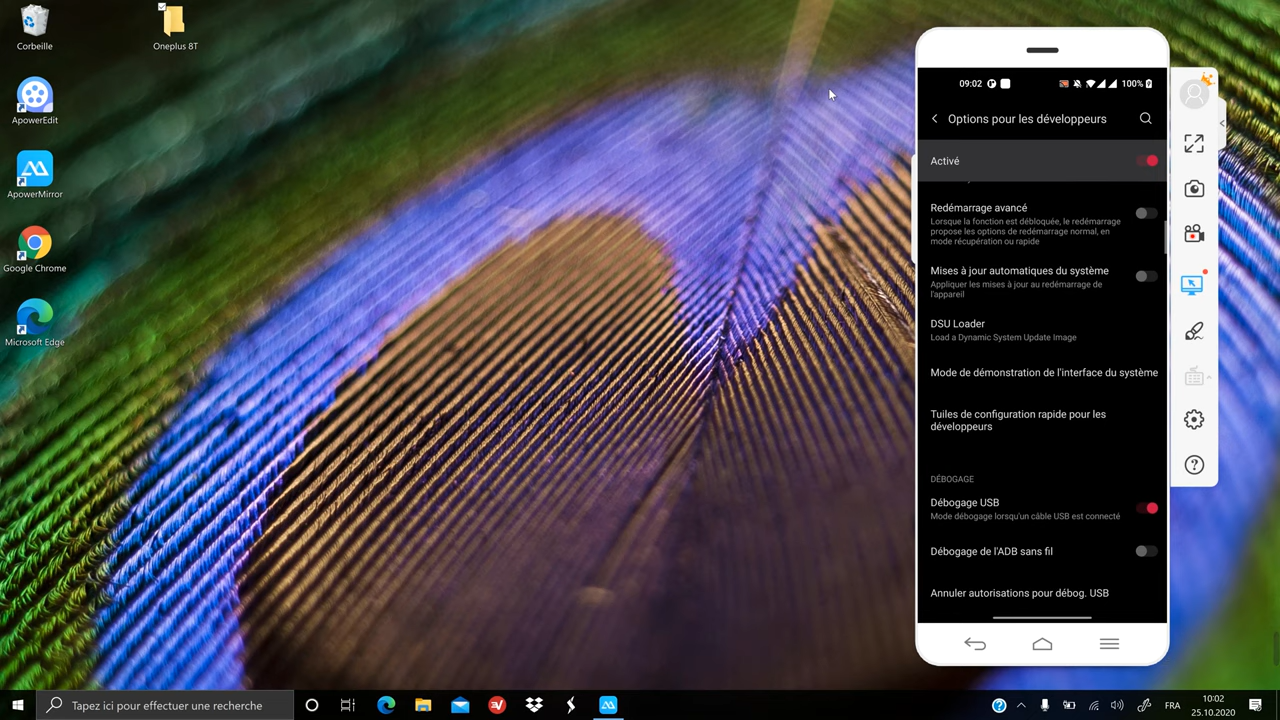 Corbeille
Oneplus 8T
ApowerEdit
ApowerMirror
Google Chrome
Microsoft Edge
09:02
100%
Options pour les développeurs
Activé
Redémarrage avancé
Lorsque la fonction est débloquée, le redémarrage
propose les options de redémarrage normal, en
mode récupération ou rapide
Mises à jour automatiques du système
Appliquer les mises à jour au redémarrage de
l'appareil
DSU Loader
Load a Dynamic System Update Image
Mode de démonstration de l'interface du système
Tuiles de configuration rapide pour les
développeurs
DÉBOGAGE
Débogage USB
Mode débogage lorsqu'un câble USB est connecté
Débogage de l'ADB sans fil
Annuler autorisations pour débog. USB
Tapez ici pour effectuer une recherche
FRA
10:02
25.10.2020